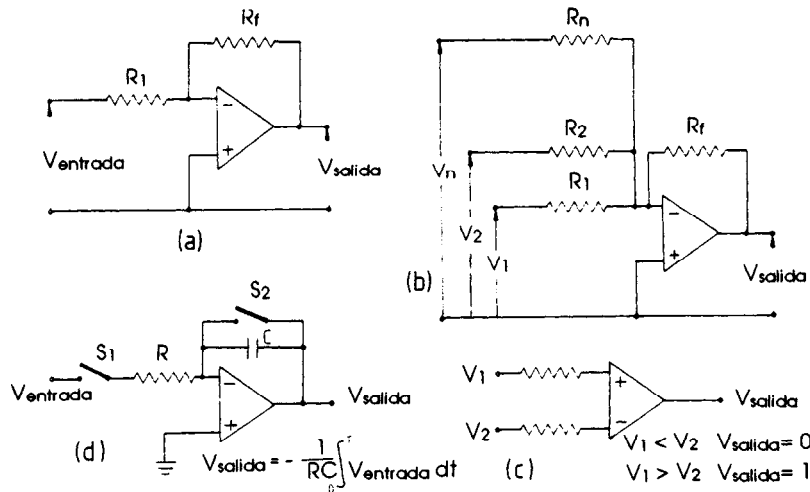 Rf
R1
−
+
Ventrada
Vsalida
(a)
Rn
R2
Rf
R1
−
+
Vn
V2
V1
Vsalida
(b)
S2
S1
R
C
−
+
Ventrada
Vsalida
(d)
Vsalida = - 1/RC ∫ Ventrada dt
0
V1
V2
+
−
Vsalida
(c)
V1 < V2 Vsalida = 0
V1 > V2 Vsalida = 1